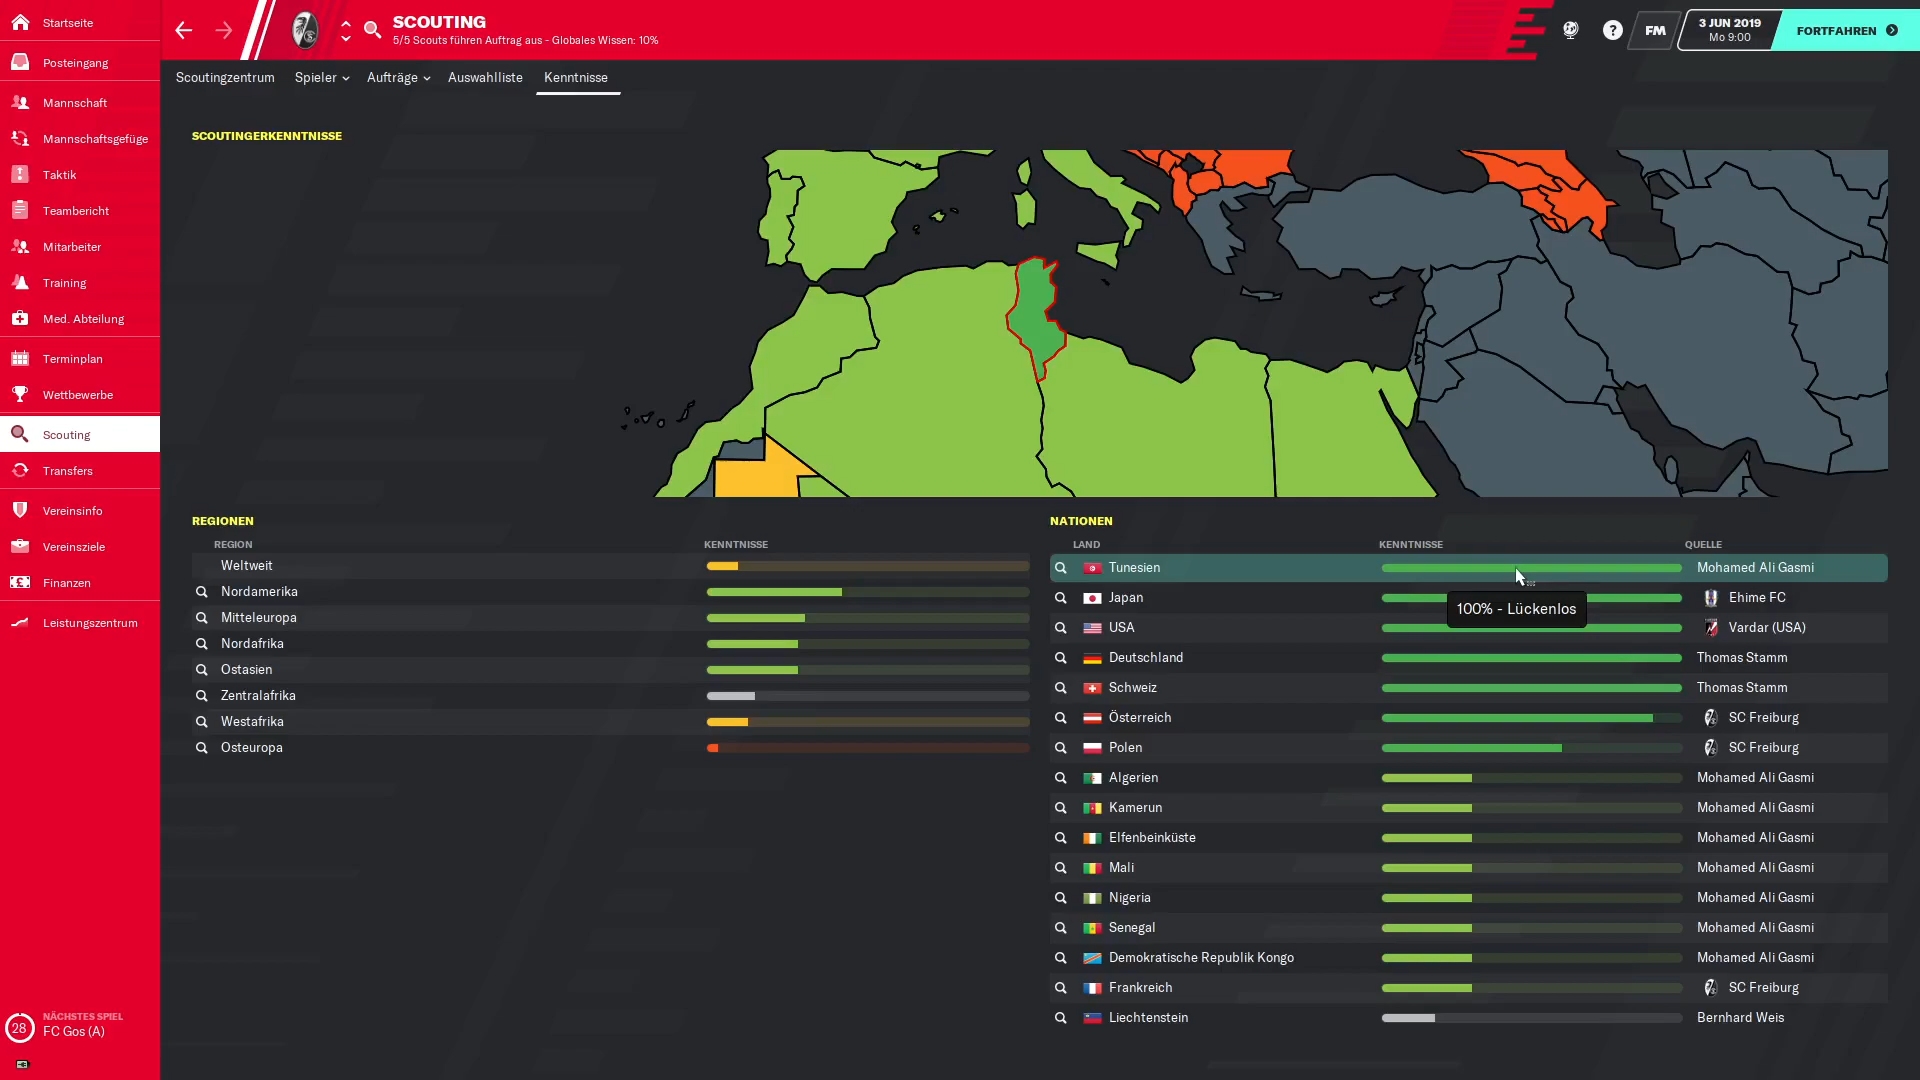 Startseite
Posteingang
Mannschaft
Mannschaftsgefüge
Taktik
Teambericht
Mitarbeiter
Training
Med. Abteilung
Terminplan
Wettbewerbe
Scouting
Transfers
Vereinsinfo
Vereinsziele
Finanzen
Leistungszentrum
28
NÄCHSTES SPIEL
FC Gos (A)
SCOUTING
5/5 Scouts führen Auftrag aus - Globales Wissen: 10%
?
FM
3 JUN 2019
Mo 9:00
FORTFAHREN
Scoutingzentrum Spieler Aufträge Auswahlliste Kenntnisse
SCOUTINGERKENNTNISSE
REGIONEN
REGION KENNTNISSE
Weltweit
Nordamerika
Mitteleuropa
Nordafrika
Ostasien
Zentralafrika
Westafrika
Osteuropa
NATIONEN
LAND KENNTNISSE QUELLE
Tunesien Mohamed Ali Gasmi
Japan Ehime FC
100% - Lückenlos
USA Vardar (USA)
Deutschland Thomas Stamm
Schweiz Thomas Stamm
Österreich SC Freiburg
Polen SC Freiburg
Algerien Mohamed Ali Gasmi
Kamerun Mohamed Ali Gasmi
Elfenbeinküste Mohamed Ali Gasmi
Mali Mohamed Ali Gasmi
Nigeria Mohamed Ali Gasmi
Senegal Mohamed Ali Gasmi
Demokratische Republik Kongo Mohamed Ali Gasmi
Frankreich SC Freiburg
Liechtenstein Bernhard Weis